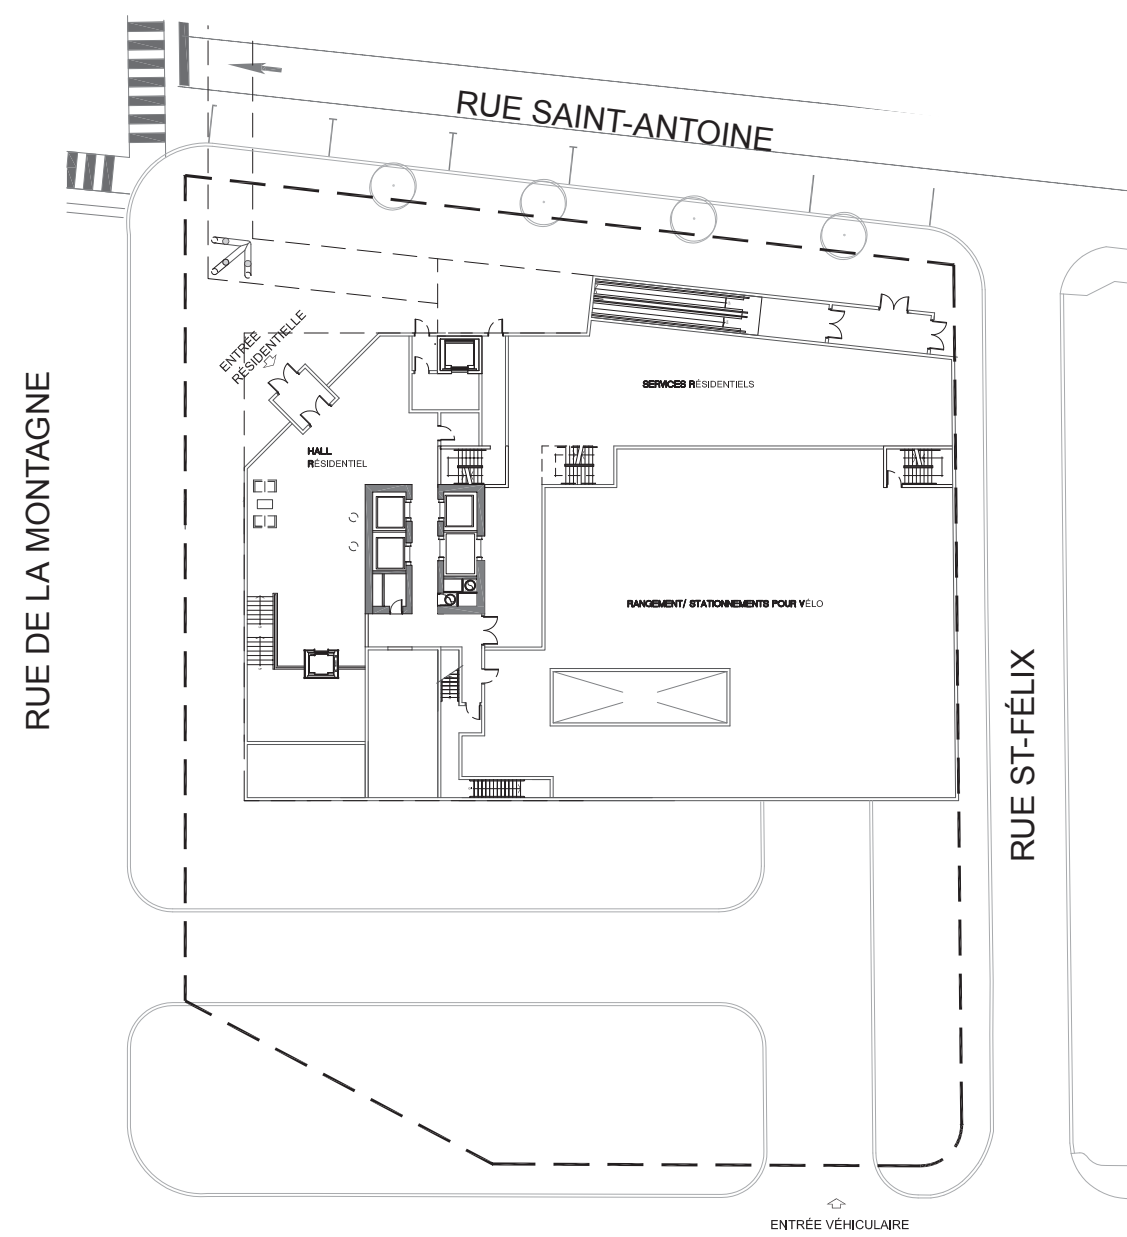 RUE SAINT-ANTOINE
ENTRÉE
RÉSIDENTIELLE
SERVICES RÉSIDENTIELS
HALL
RÉSIDENTIEL
RUE DE LA MONTAGNE
RANGEMENT/ STATIONNEMENTS POUR VÉLO
RUE ST-FÉLIX
ENTRÉE VÉHICULAIRE